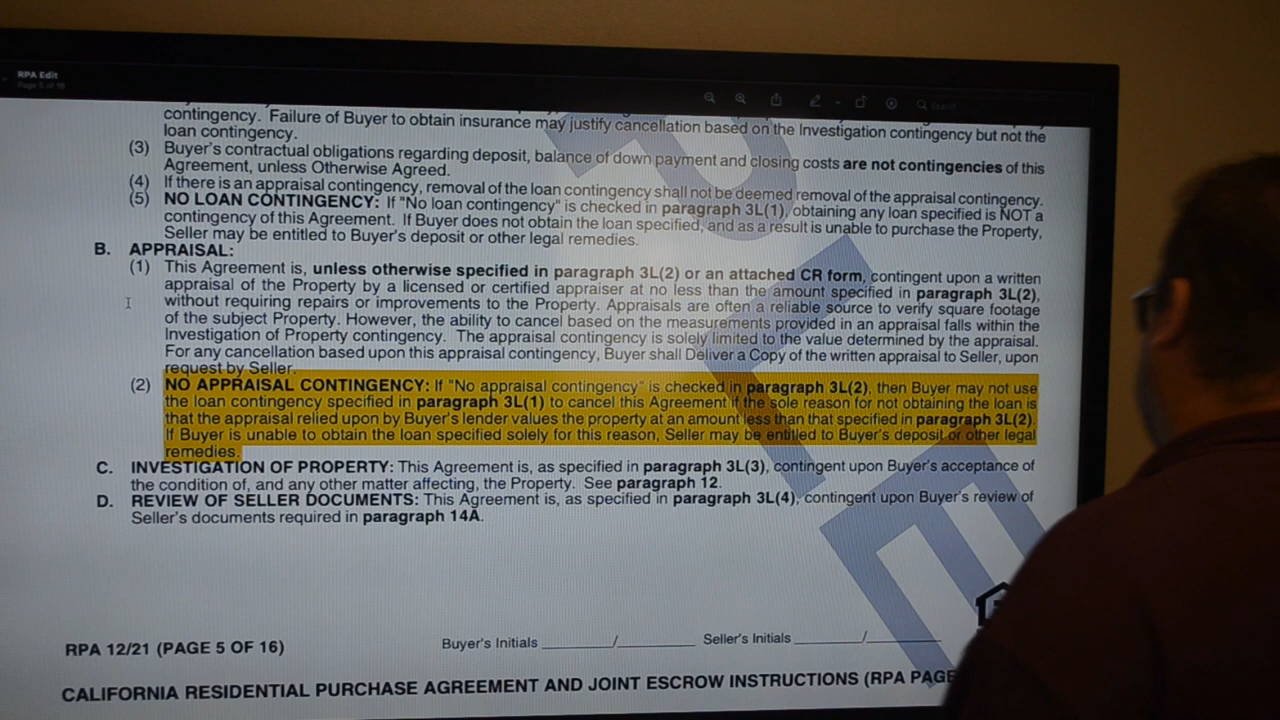 RPA Edit
Page 5 of 16
Search
contingency. Failure of Buyer to obtain insurance may justify cancellation based on the Investigation contingency but not the
loan contingency.
(3) Buyer's contractual obligations regarding deposit, balance of down payment and closing costs are not contingencies of this
Agreement, unless Otherwise Agreed.
(4) If there is an appraisal contingency, removal of the loan contingency shall not be deemed removal of the appraisal contingency.
(5) NO LOAN CONTINGENCY: If "No loan contingency" is checked in paragraph 3L(1), obtaining any loan specified is NOT a
contingency of this Agreement. If Buyer does not obtain the loan specified, and as a result is unable to purchase the Property,
Seller may be entitled to Buyer's deposit or other legal remedies.
B. APPRAISAL:
(1) This Agreement is, unless otherwise specified in paragraph 3L(2) or an attached CR form, contingent upon a written
appraisal of the Property by a licensed or certified appraiser at no less than the amount specified in paragraph 3L(2),
without requiring repairs or improvements to the Property. Appraisals are often a reliable source to verify square footage
of the subject Property. However, the ability to cancel based on the measurements provided in an appraisal falls within the
Investigation of Property contingency. The appraisal contingency is solely limited to the value determined by the appraisal.
For any cancellation based upon this appraisal contingency, Buyer shall Deliver a Copy of the written appraisal to Seller, upon
request by Seller.
(2) NO APPRAISAL CONTINGENCY: If "No appraisal contingency" is checked in paragraph 3L(2), then Buyer may not use
the loan contingency specified in paragraph 3L(1) to cancel this Agreement if the sole reason for not obtaining the loan is
that the appraisal relied upon by Buyer's lender values the property at an amount less than that specified in paragraph 3L(2).
If Buyer is unable to obtain the loan specified solely for this reason, Seller may be entitled to Buyer's deposit or other legal
remedies.
C. INVESTIGATION OF PROPERTY: This Agreement is, as specified in paragraph 3L(3), contingent upon Buyer's acceptance of
the condition of, and any other matter affecting, the Property. See paragraph 12.
D. REVIEW OF SELLER DOCUMENTS: This Agreement is, as specified in paragraph 3L(4), contingent upon Buyer's review of
Seller's documents required in paragraph 14A.
RPA 12/21 (PAGE 5 OF 16) Buyer's Initials ________/________ Seller's Initials ________/________
CALIFORNIA RESIDENTIAL PURCHASE AGREEMENT AND JOINT ESCROW INSTRUCTIONS (RPA PAGE